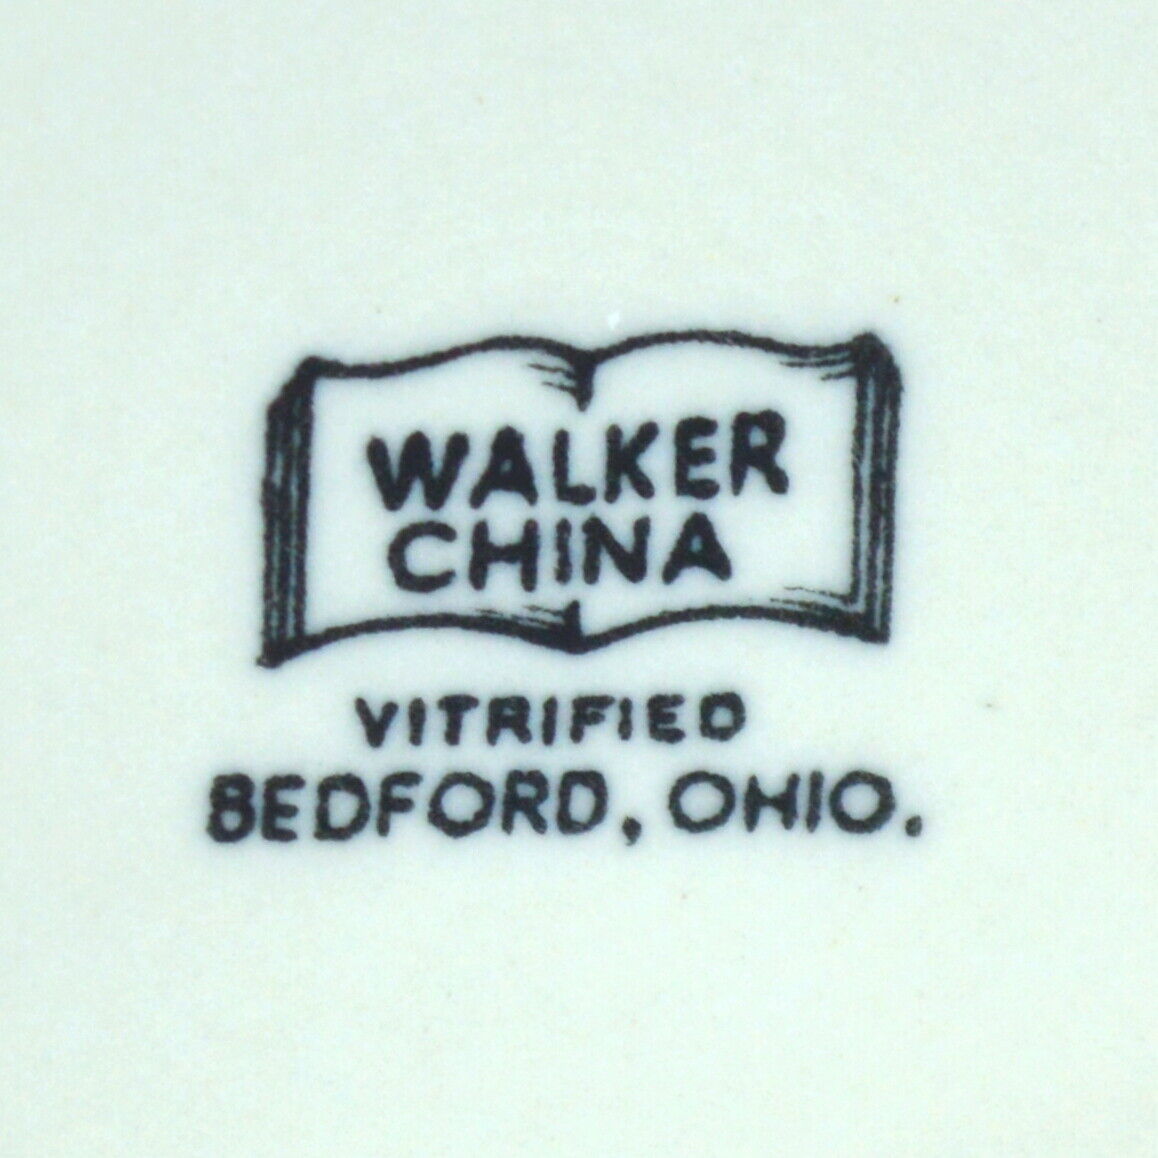 WALKER
CHINA
VITRIFIED
BEDFORD, OHIO.